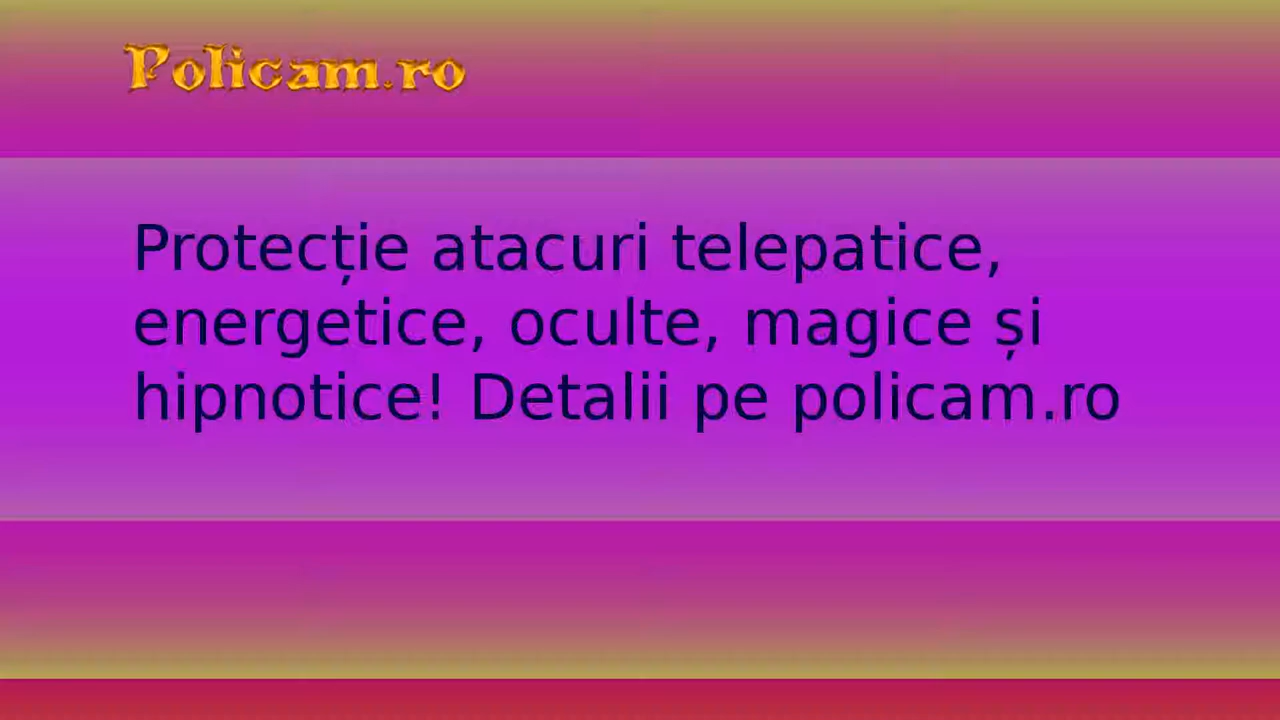 Policam.ro
Protecție atacuri telepatice,
energetice, oculte, magice și
hipnotice! Detalii pe policam.ro